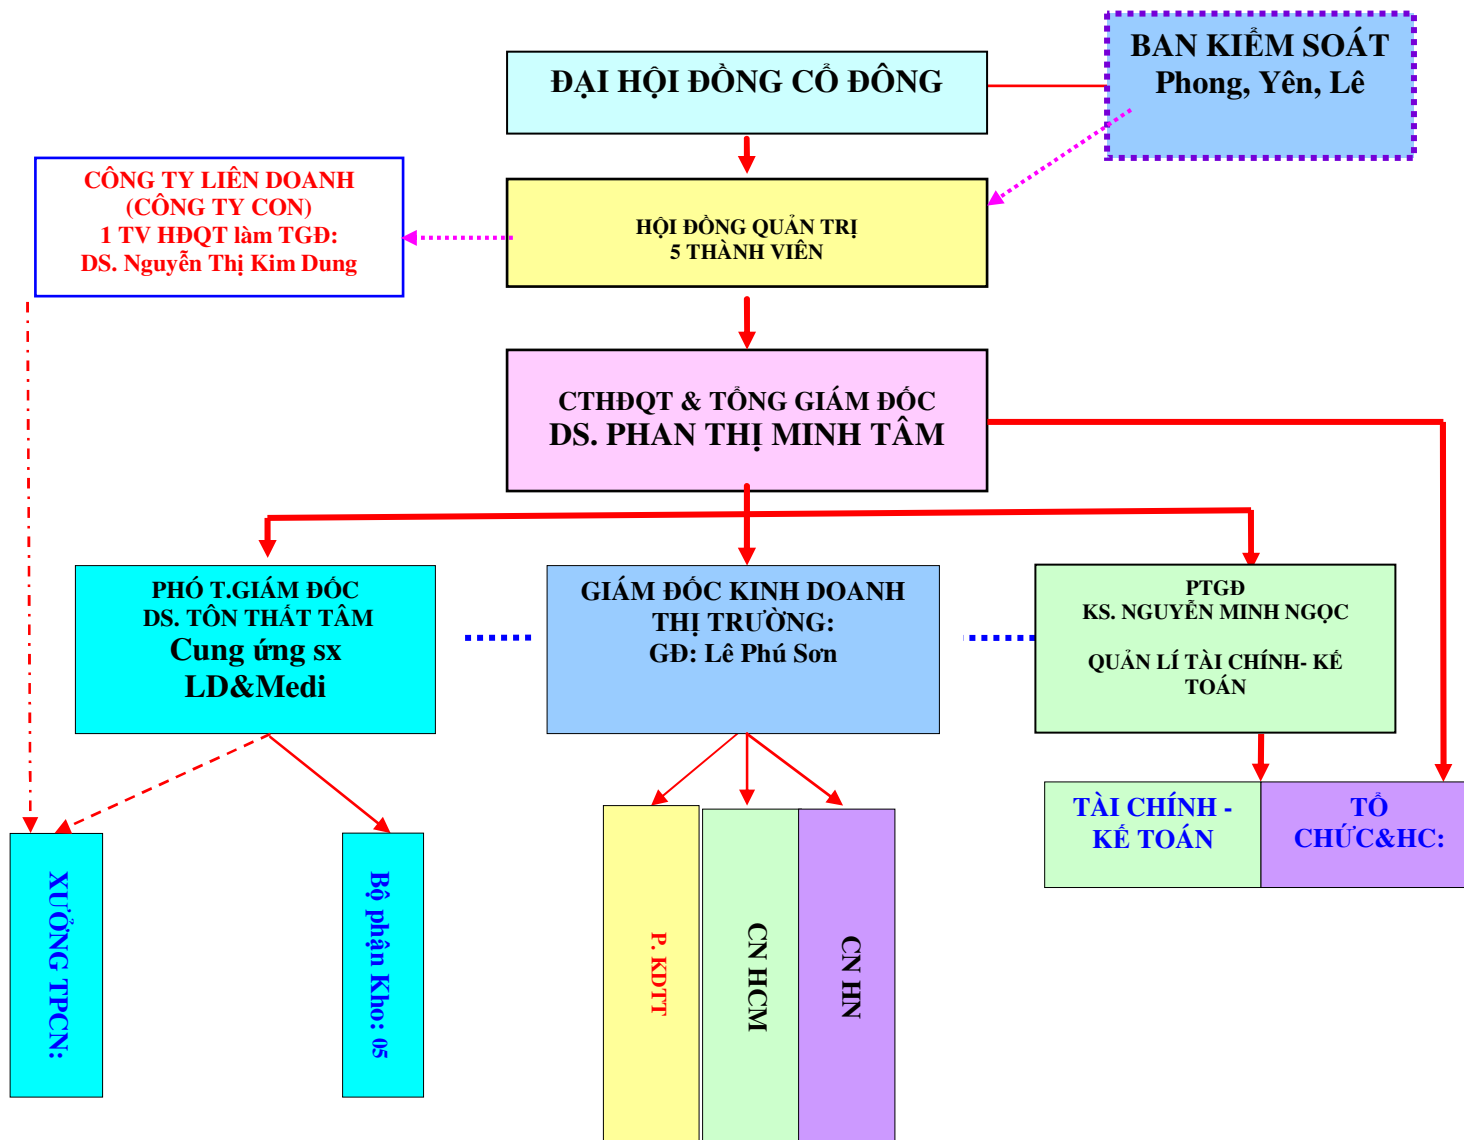 BAN KIỂM SOÁT
Phong, Yên, Lê
ĐẠI HỘI ĐỒNG CỔ ĐÔNG
CÔNG TY LIÊN DOANH
(CÔNG TY CON)
1 TV HĐQT làm TGĐ:
DS. Nguyễn Thị Kim Dung
HỘI ĐỒNG QUẢN TRỊ
5 THÀNH VIÊN
CTHĐQT & TỔNG GIÁM ĐỐC
DS. PHAN THỊ MINH TÂM
PHÓ T.GIÁM ĐỐC
DS. TÔN THẤT TÂM
Cung ứng sx
LD&Medi
GIÁM ĐỐC KINH DOANH
THỊ TRƯỜNG:
GĐ: Lê Phú Sơn
PTGĐ
KS. NGUYỄN MINH NGỌC
QUẢN LÍ TÀI CHÍNH- KẾ
TOÁN
TÀI CHÍNH -
KẾ TOÁN
TỔ
CHỨC&HC:
XƯỞNG TPCN:
Bộ phận Kho: 05
P. KDTT
CN HCM
CN HN